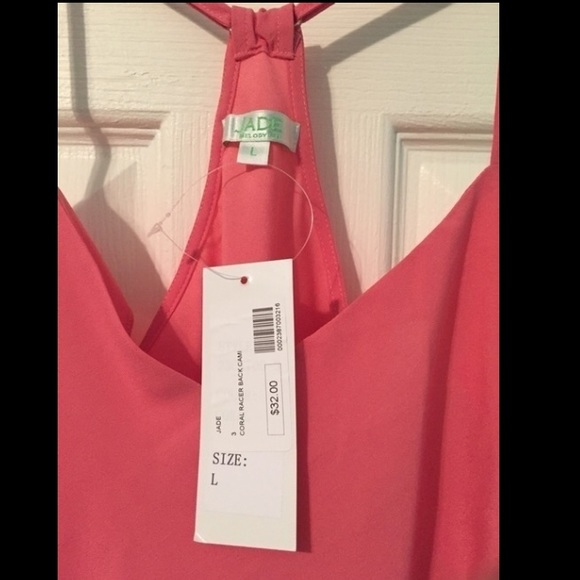 JADE
MELODY TAM
L
0002387003216
$32.00
CORAL RACER BACK CAMI
3
JADE
SIZE:
L